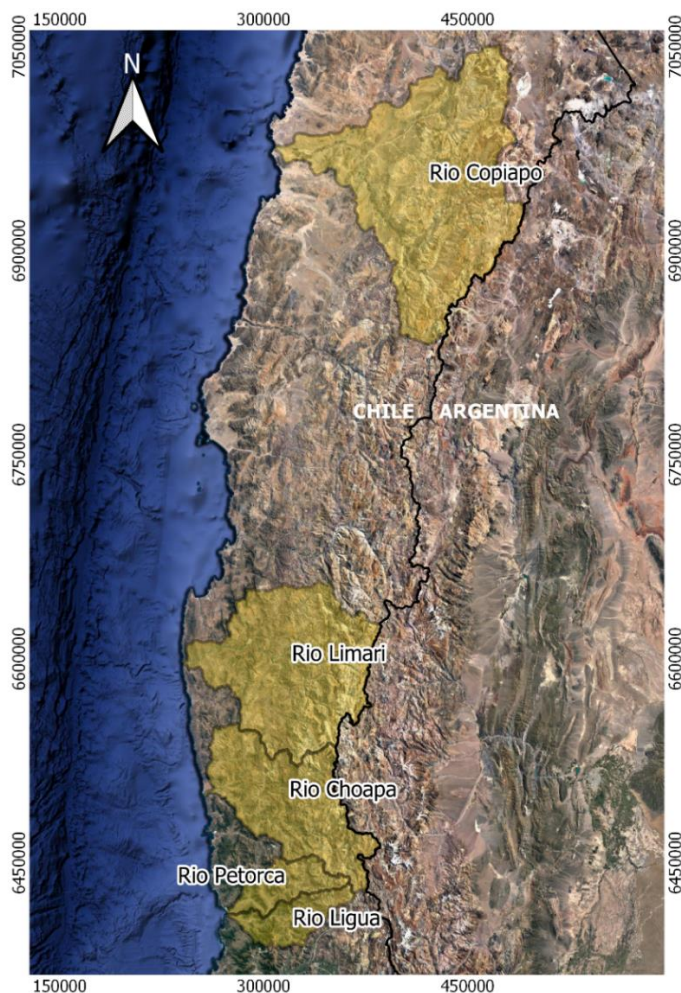 150000 300000 450000
7050000 7050000
N
Rio Copiapo
6900000 6900000
CHILE ARGENTINA
6750000 6750000
Rio Limari
6600000 6600000
Rio Choapa
6450000 6450000
Rio Petorca
Rio Ligua
150000 300000 450000